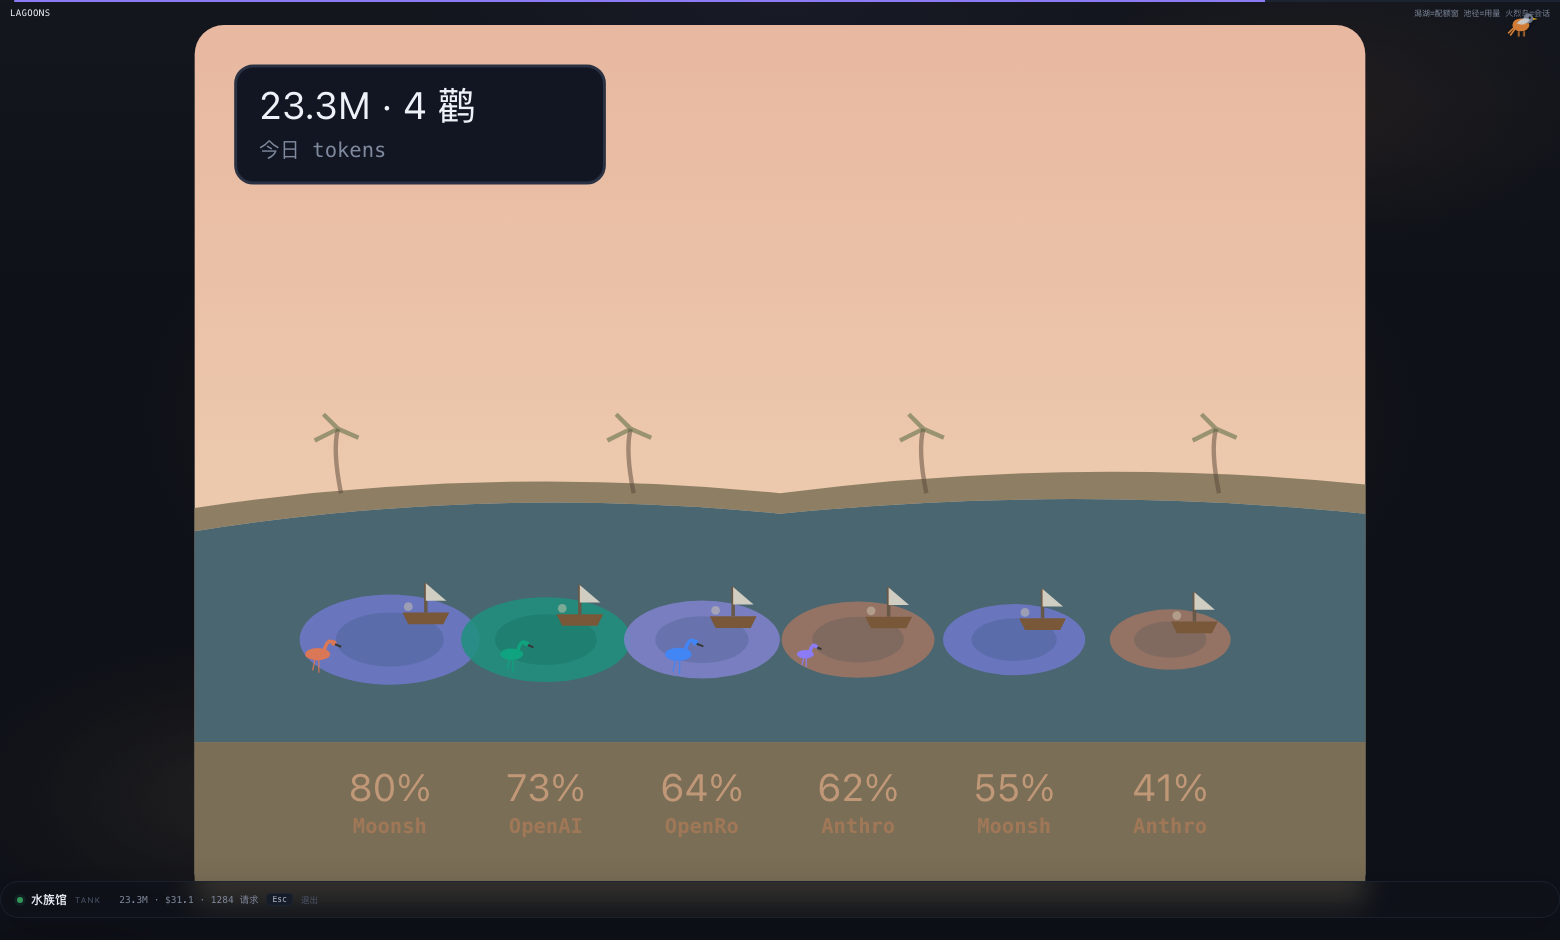 LAGOONS
潟湖=配额窗 池径=用量 火烈鸟=会话
23.3M · 4 鹳
今日 tokens
80% 73% 64% 62% 55% 41%
Moonsh OpenAI OpenRo Anthro Moonsh Anthro
水族馆 TANK 23.3M · $31.1 · 1284 请求 Esc 退出